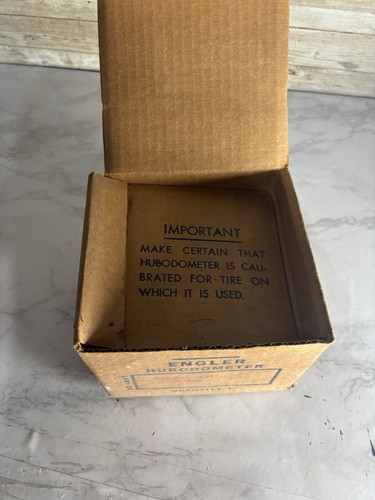 IMPORTANT
MAKE CERTAIN THAT
HUBODOMETER IS CALI-
BRATED FOR TIRE ON
WHICH IT IS USED.
ENGLER
HUBODOMETER
QUANTITY 1